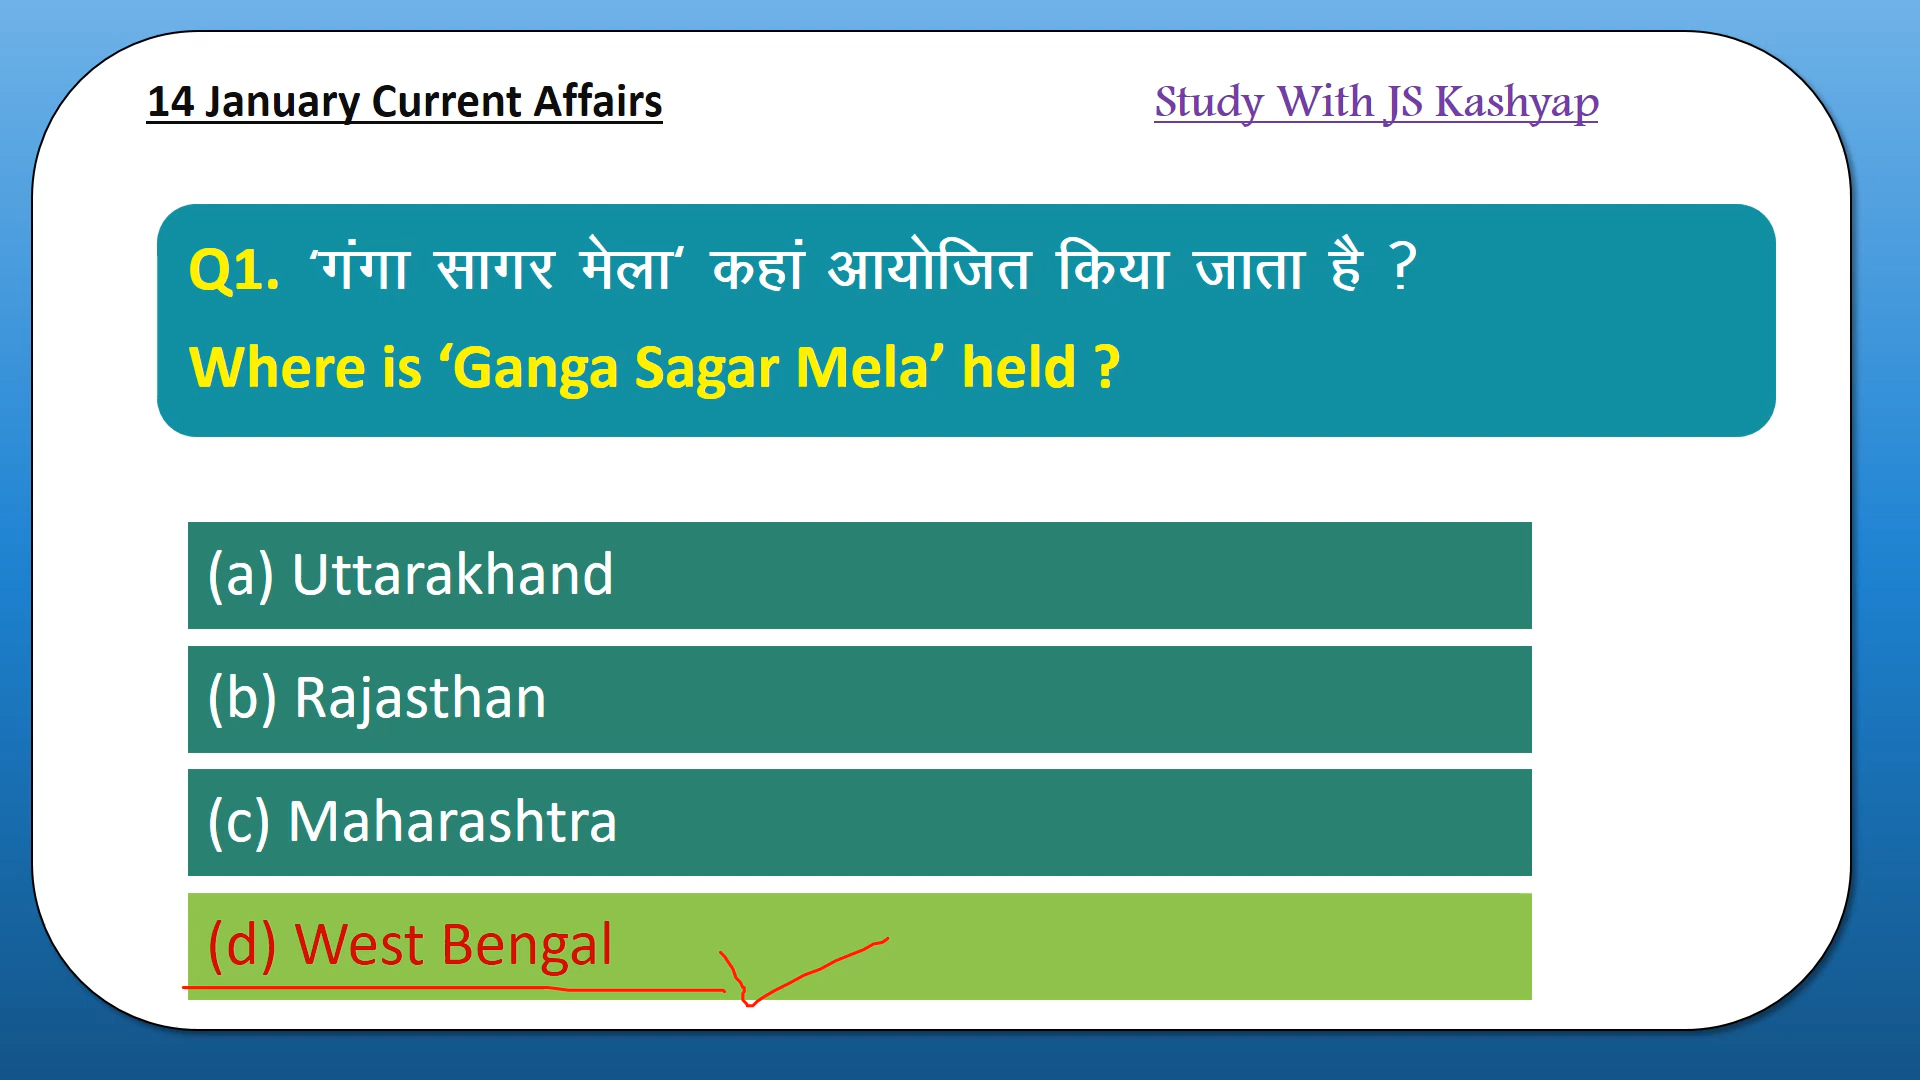 14 January Current Affairs
Study With JS Kashyap
Q1. ‘गंगा सागर मेला‘ कहां आयोजित किया जाता है ?
Where is ‘Ganga Sagar Mela’ held ?
(a) Uttarakhand
(b) Rajasthan
(c) Maharashtra
(d) West Bengal